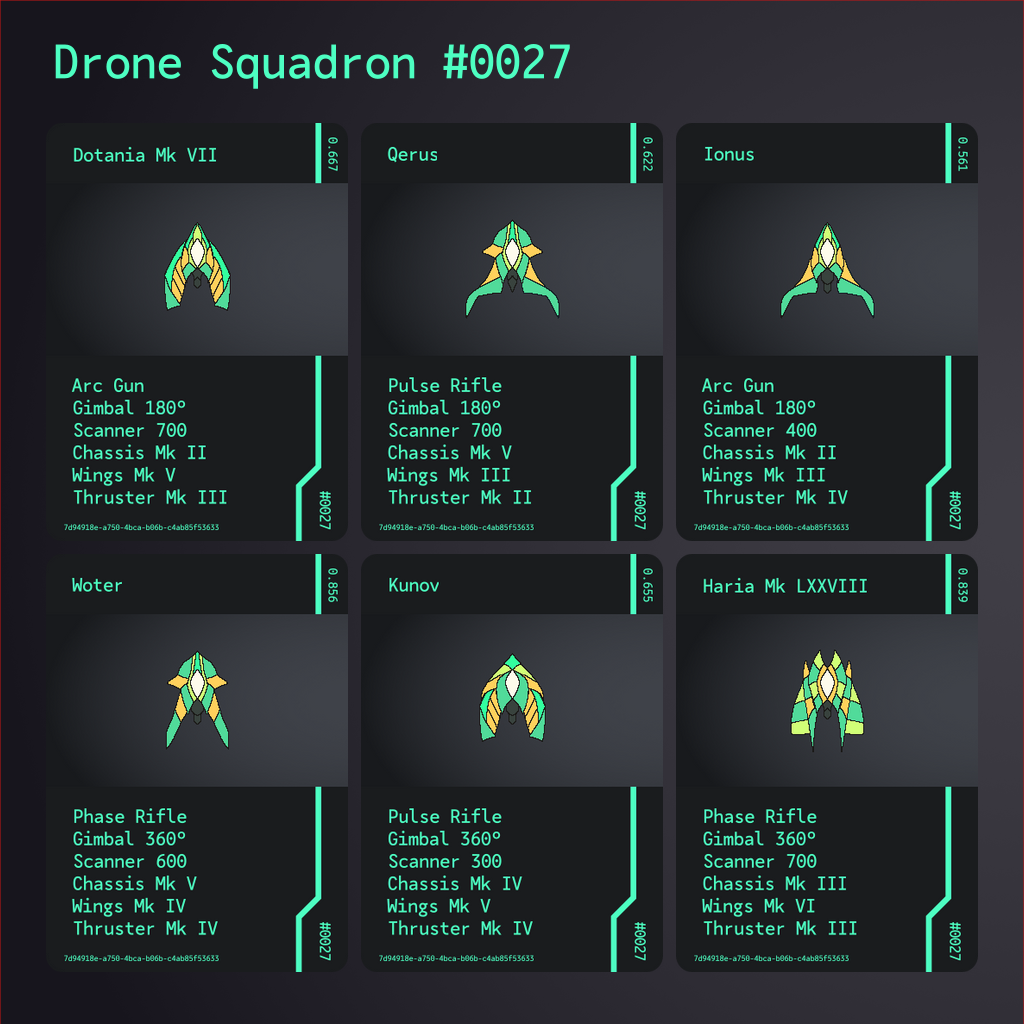 Drone Squadron #0027
Dotania Mk VII
0.667
Arc Gun
Gimbal 180º
Scanner 700
Chassis Mk II
Wings Mk V
Thruster Mk III
#0027
7d94918e-a750-4bca-b06b-c4ab85f53633
Qerus
0.622
Pulse Rifle
Gimbal 180º
Scanner 700
Chassis Mk V
Wings Mk III
Thruster Mk II
#0027
7d94918e-a750-4bca-b06b-c4ab85f53633
Ionus
0.561
Arc Gun
Gimbal 180º
Scanner 400
Chassis Mk II
Wings Mk III
Thruster Mk IV
#0027
7d94918e-a750-4bca-b06b-c4ab85f53633
Woter
0.856
Phase Rifle
Gimbal 360º
Scanner 600
Chassis Mk V
Wings Mk IV
Thruster Mk IV
#0027
7d94918e-a750-4bca-b06b-c4ab85f53633
Kunov
0.655
Pulse Rifle
Gimbal 360º
Scanner 300
Chassis Mk IV
Wings Mk V
Thruster Mk IV
#0027
7d94918e-a750-4bca-b06b-c4ab85f53633
Haria Mk LXXVIII
0.839
Phase Rifle
Gimbal 360º
Scanner 700
Chassis Mk III
Wings Mk VI
Thruster Mk III
#0027
7d94918e-a750-4bca-b06b-c4ab85f53633